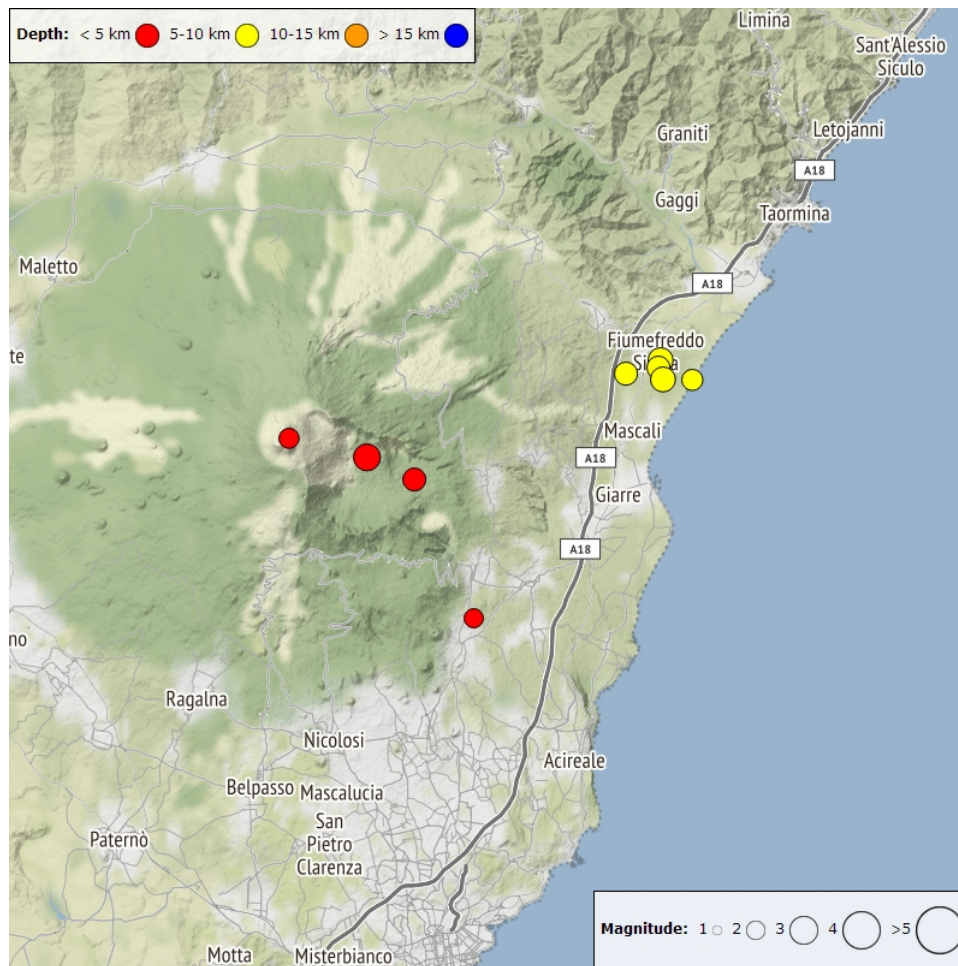 Depth: < 5 km 5-10 km 10-15 km > 15 km
Limina
Sant'Alessio
Siculo
Letojanni
Graniti
A18
Gaggi
Taormina
Maletto
A18
Fiumefreddo
te
Mascali
A18
Giarre
A18
no
Ragalna
Nicolosi
Acireale
Belpasso
Mascalucia
San
Pietro
Clarenza
Paternò
Magnitude: 1 2 3 4 >5
Motta
Misterbianco